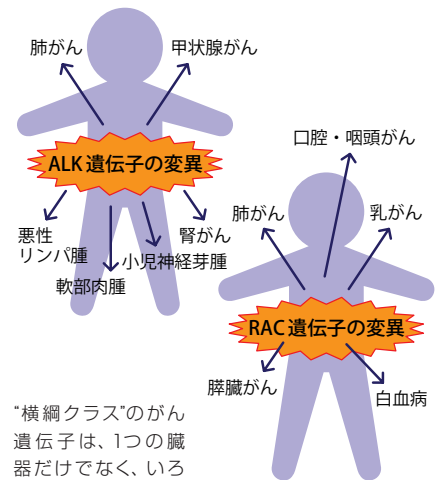 肺がん
甲状腺がん
ALK遺伝子の変異
悪性
リンパ腫
軟部肉腫
小児神経芽腫
腎がん
口腔・咽頭がん
肺がん
乳がん
RAC遺伝子の変異
膵臓がん
白血病
“横綱クラス”のがん
遺伝子は、1つの臓
器だけでなく、いろ